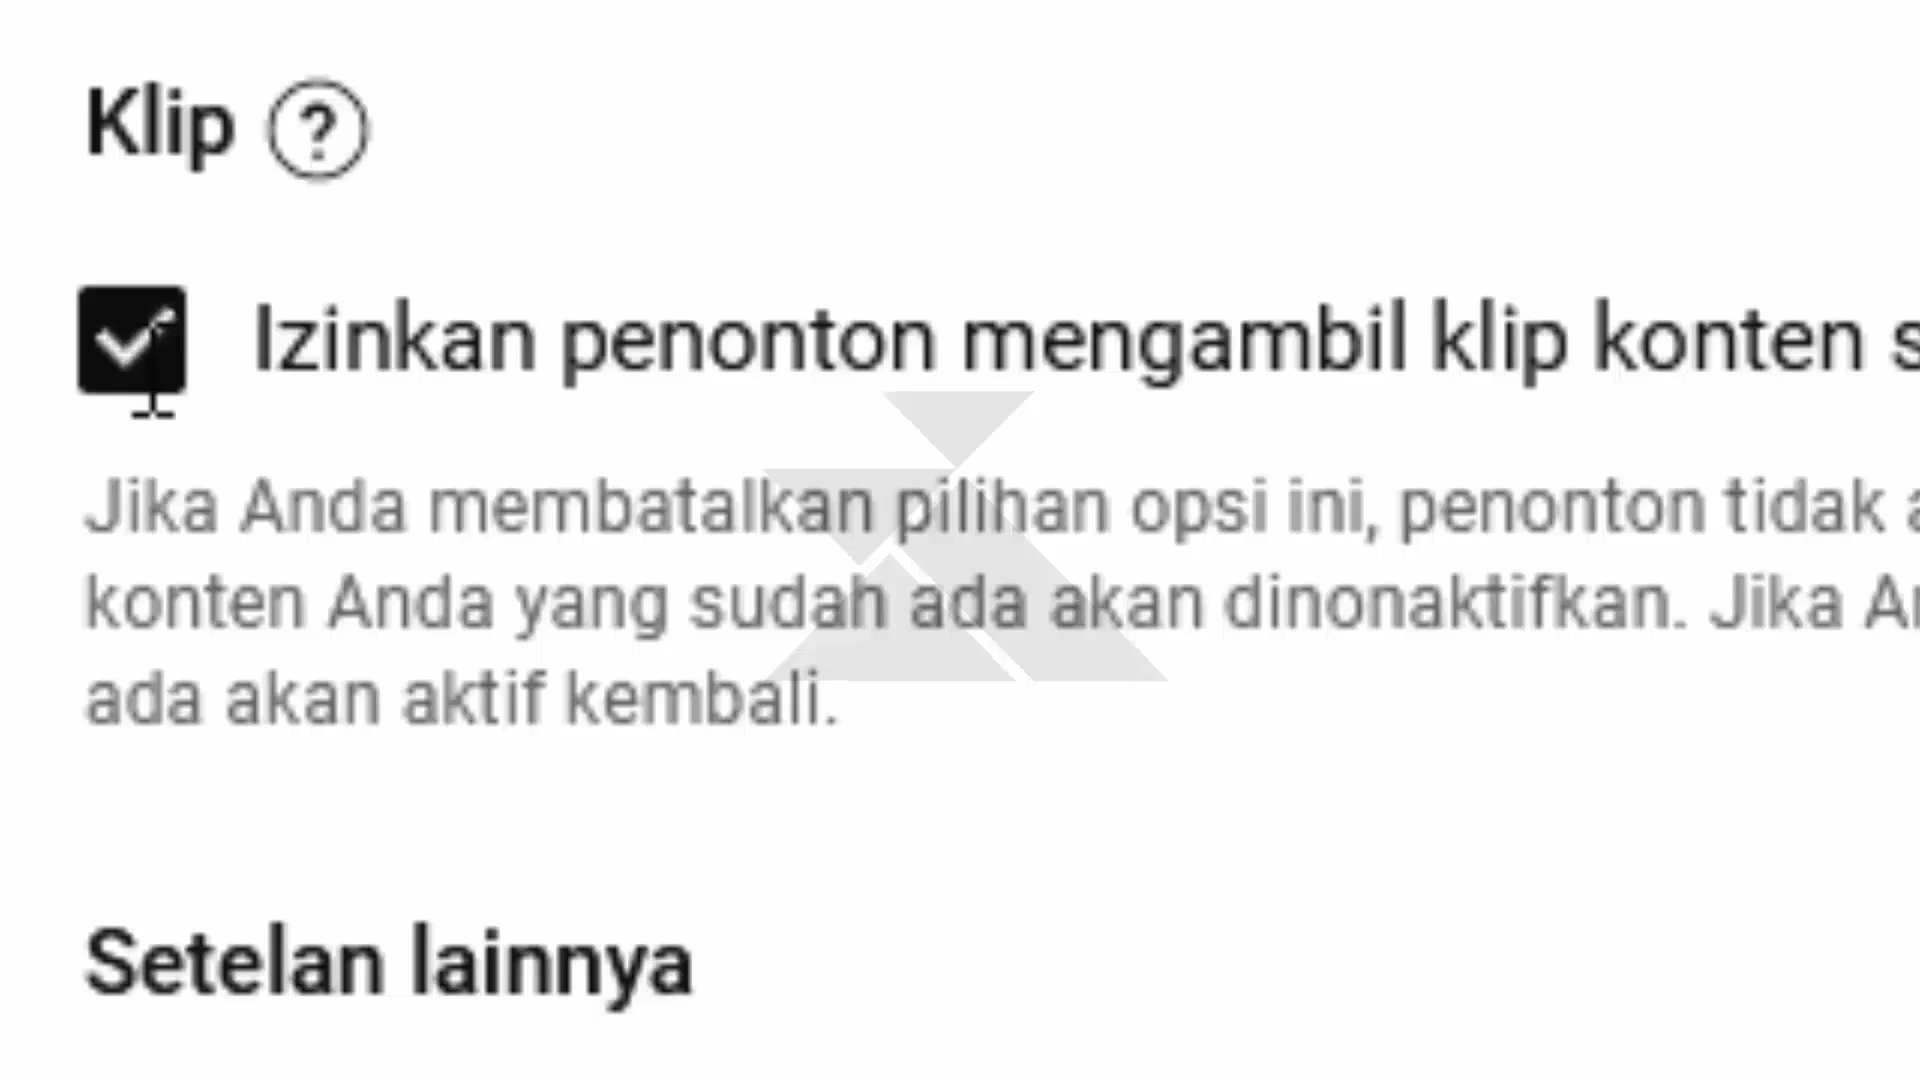 Klip ?
Izinkan penonton mengambil klip konten
Jika Anda membatalkan pilihan opsi ini, penonton tidak
konten Anda yang sudah ada akan dinonaktifkan. Jika
ada akan aktif kembali.
Setelan lainnya